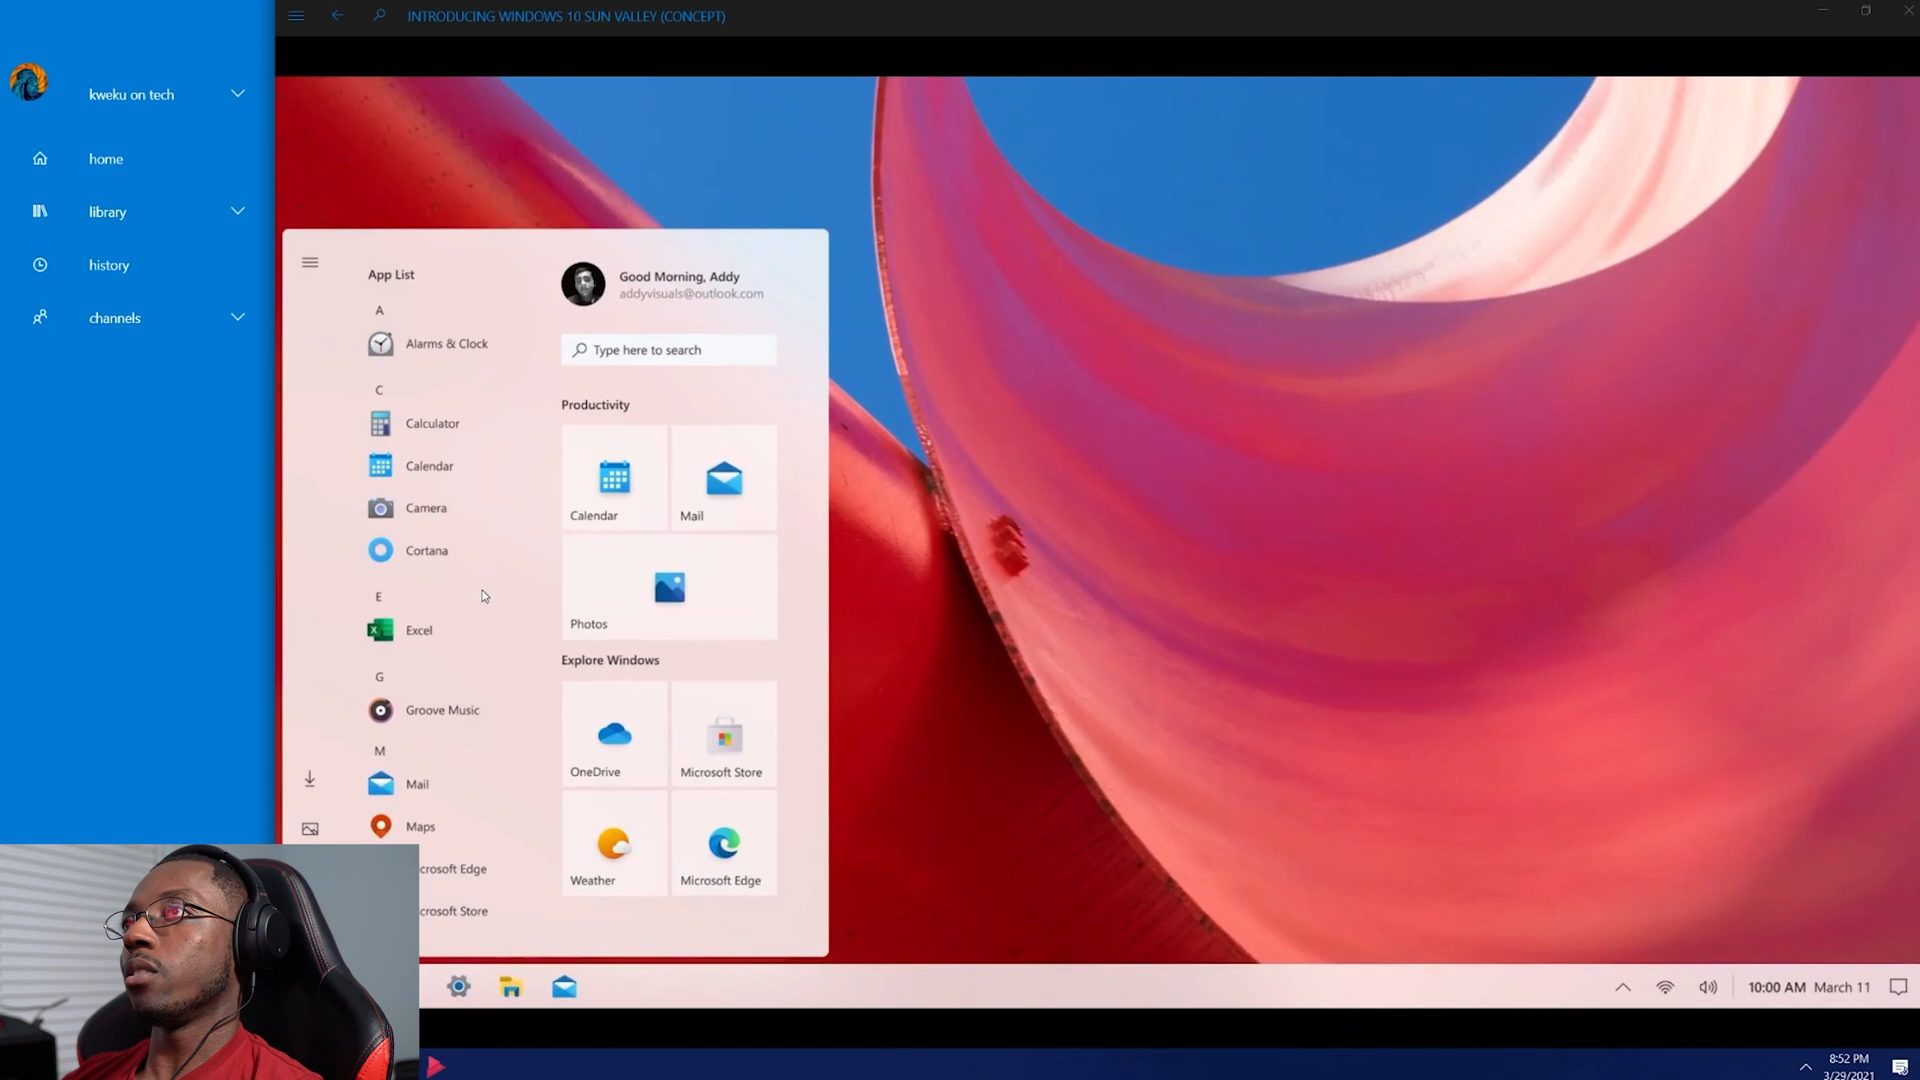 INTRODUCING WINDOWS 10 SUN VALLEY (CONCEPT)
kweku on tech
home
library
history
channels
App List
A
Alarms & Clock
C
Calculator
Calendar
Camera
Cortana
E
Excel
G
Groove Music
M
Mail
Maps
crosoft Edge
crosoft Store
Good Morning, Addy
addyvisuals@outlook.com
Type here to search
Productivity
Calendar
Mail
Photos
Explore Windows
OneDrive
Microsoft Store
Weather
Microsoft Edge
10:00 AM March 11
8:52 PM
3/29/2021